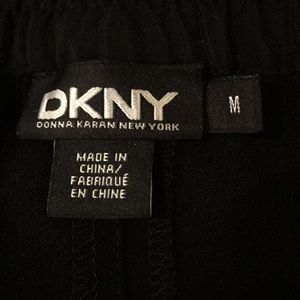 DKNY
DONNA KARAN NEW YORK
M
MADE IN
CHINA/
FABRIQUÉ
EN CHINE